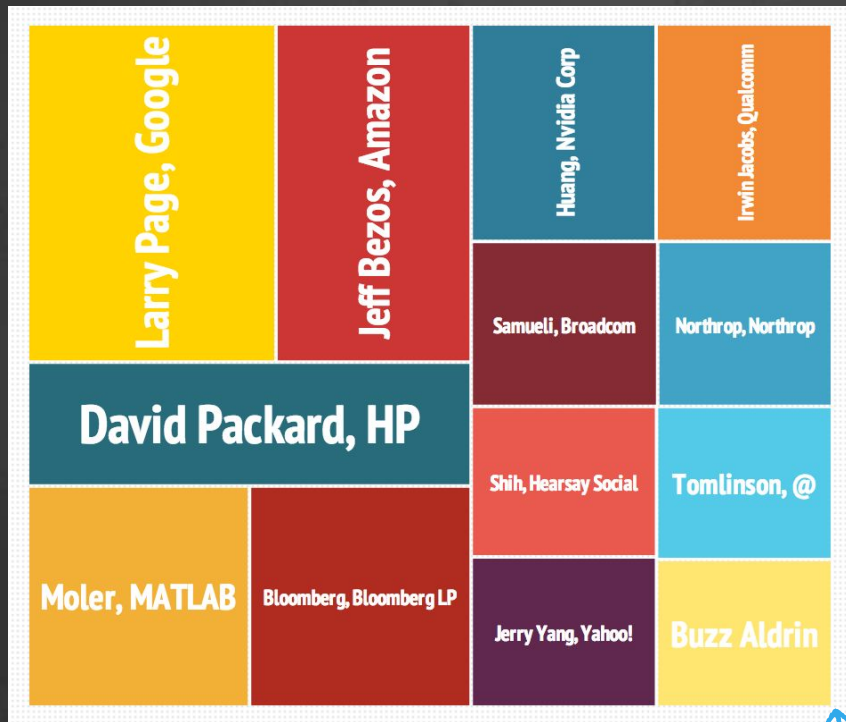 Larry Page, Google
Jeff Bezos, Amazon
Huang, Nvidia Corp
Irwin Jacobs, Qualcomm
Samueli, Broadcom
Northrop, Northrop
David Packard, HP
Shih, Hearsay Social
Tomlinson, @
Moler, MATLAB
Bloomberg, Bloomberg LP
Jerry Yang, Yahoo!
Buzz Aldrin